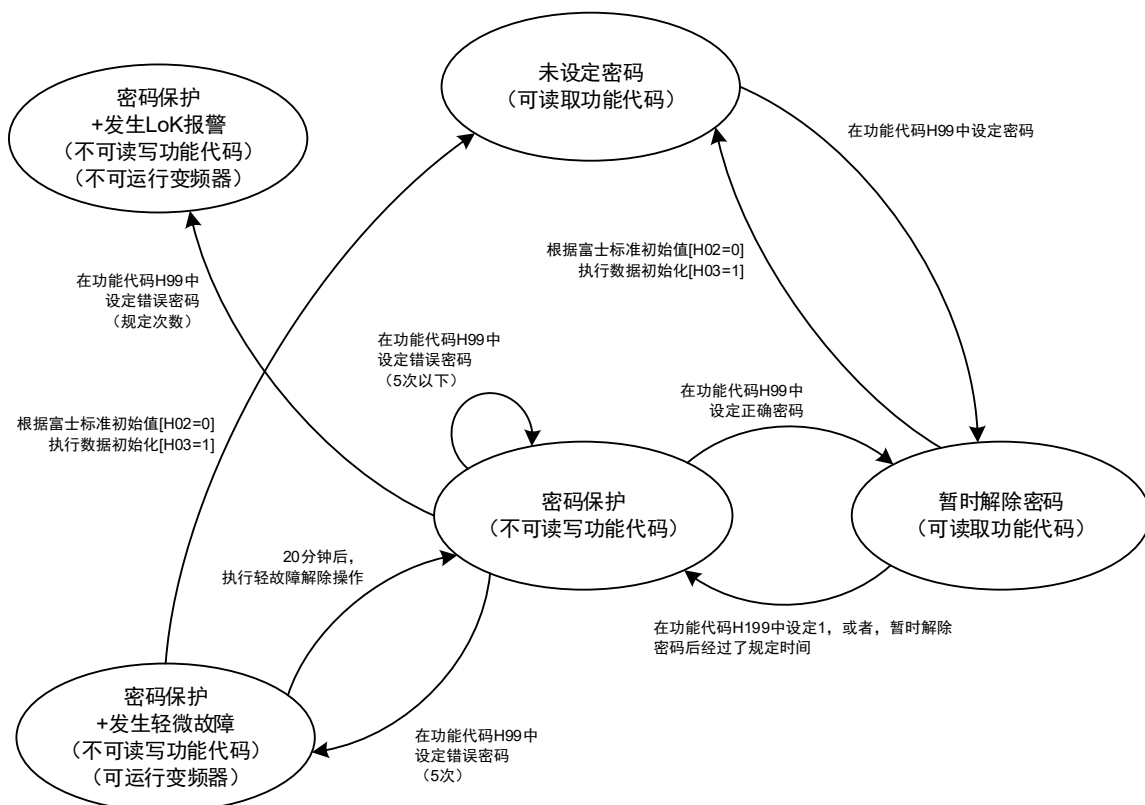 未设定密码
（可读取功能代码）
密码保护
+发生LoK报警
（不可读写功能代码）
（不可运行变频器）
在功能代码H99中设定密码
根据富士标准初始值[H02=0]
执行数据初始化[H03=1]
在功能代码H99中
设定错误密码
（规定次数）
在功能代码H99中
设定错误密码
（5次以下）
在功能代码H99中
设定正确密码
根据富士标准初始值[H02=0]
执行数据初始化[H03=1]
密码保护
（不可读写功能代码）
暂时解除密码
（可读取功能代码）
20分钟后，
执行轻故障解除操作
在功能代码H199中设定1，或者，暂时解除
密码后经过了规定时间
密码保护
+发生轻微故障
（不可读写功能代码）
（可运行变频器）
在功能代码H99中
设定错误密码
（5次）